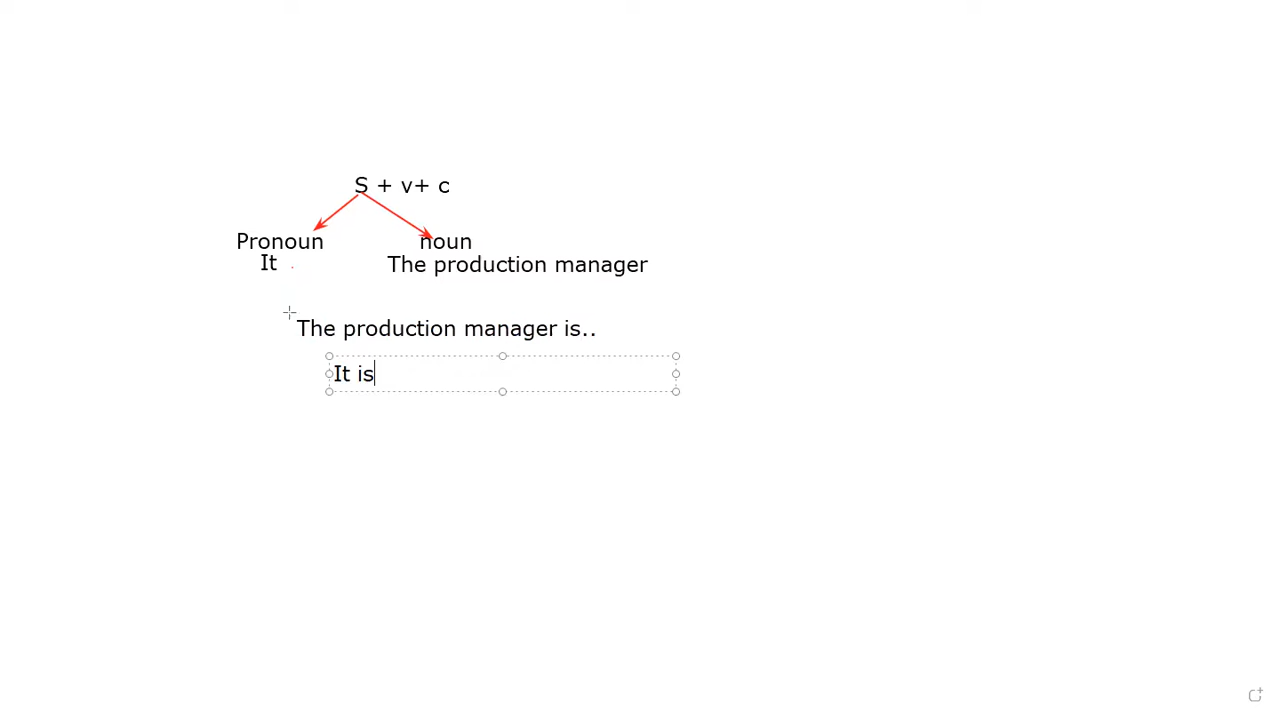 S + v+ c
Pronoun noun
It The production manager
The production manager is..
It is